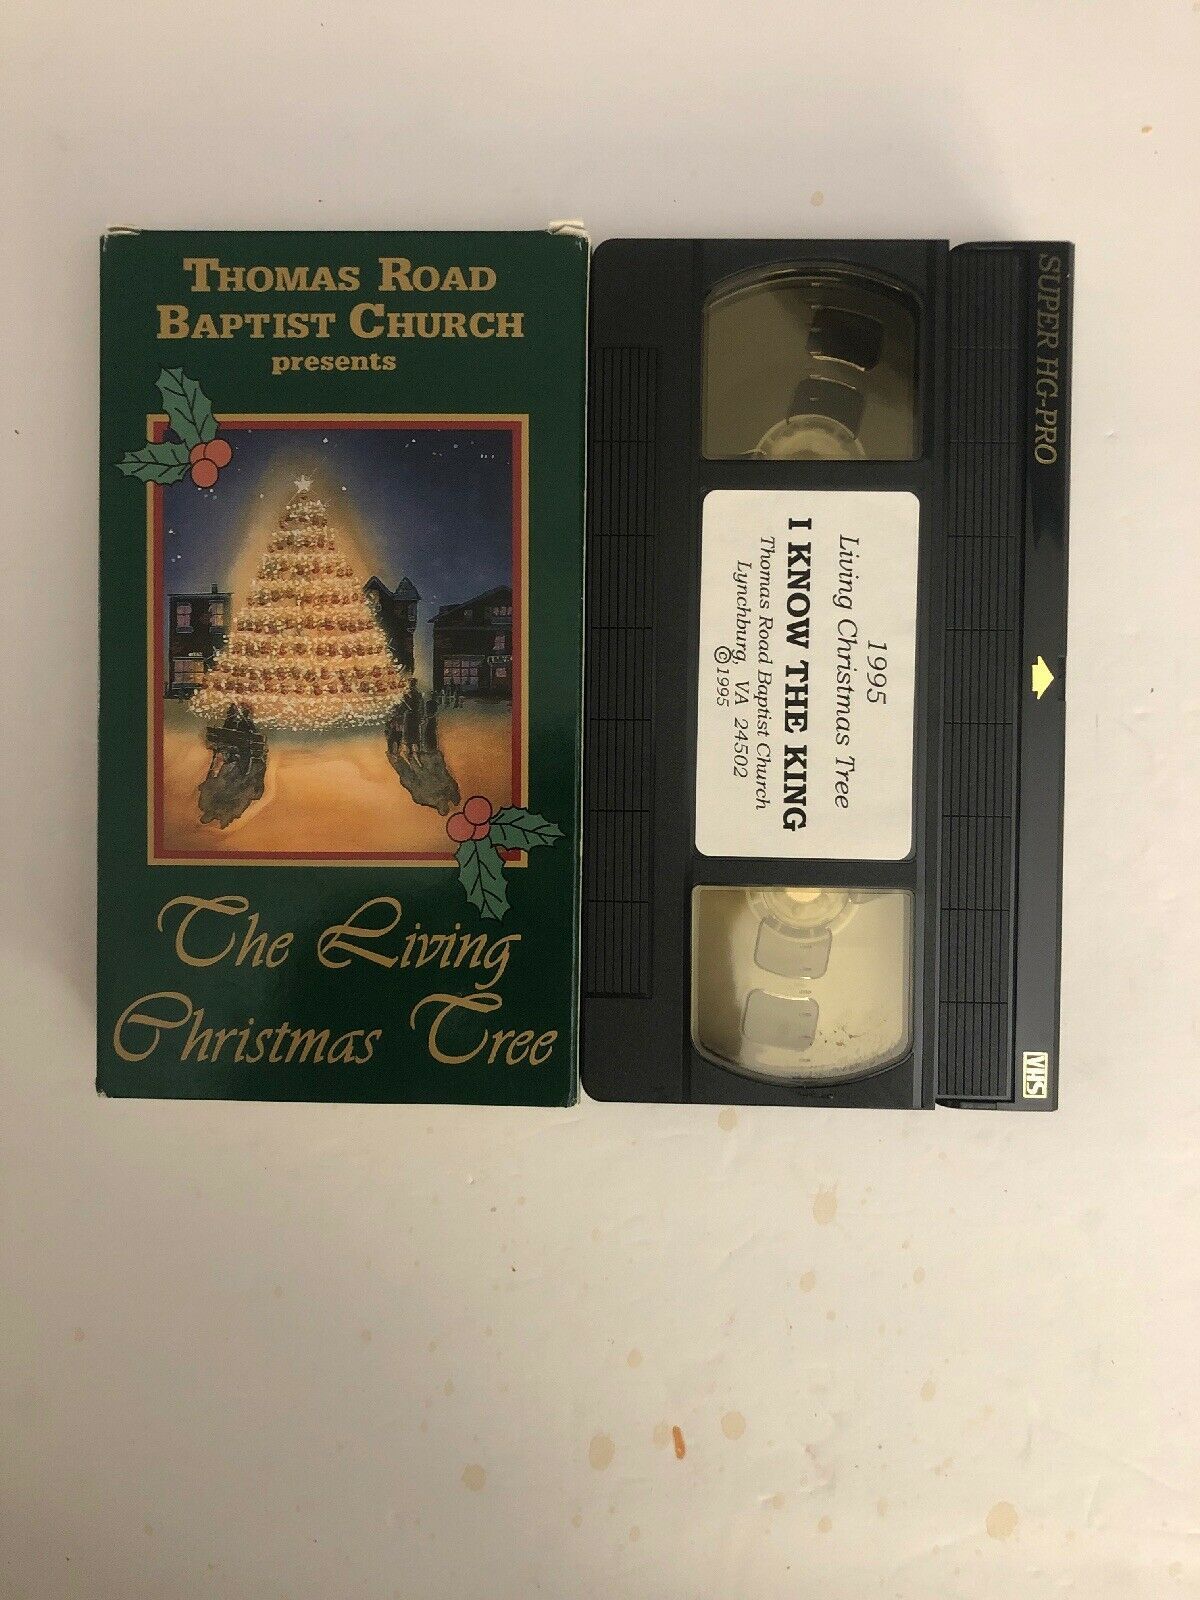 THOMAS ROAD
BAPTIST CHURCH
presents
The Living
Christmas Tree
1995
Living Christmas Tree
I KNOW THE KING
Thomas Road Baptist Church
Lynchburg, VA 24502
©1995
SUPER HG-PRO
VHS